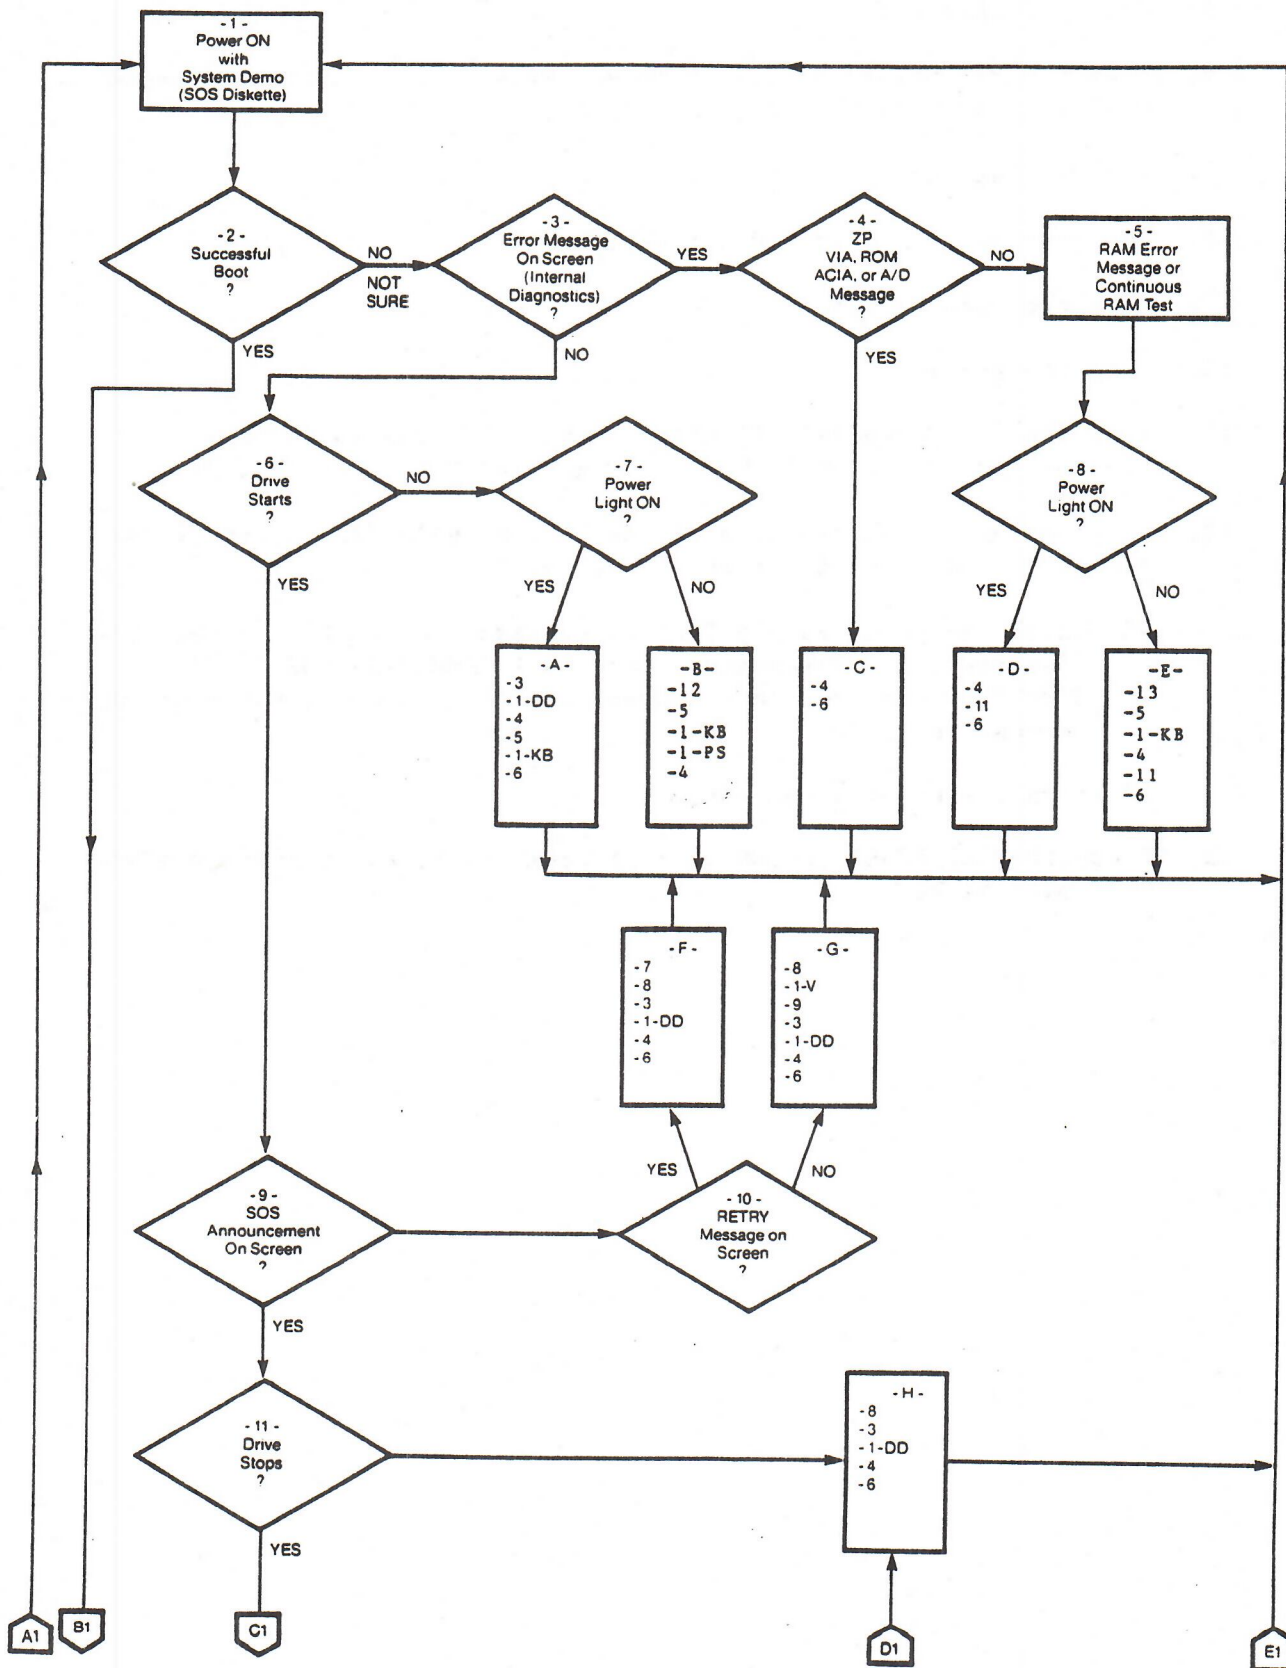 -1-
Power ON
with
System Demo
(SOS Diskette)
-2-
Successful
Boot
?
NO
NOT
SURE
YES
-3-
Error Message
On Screen
(Internal
Diagnostics)
?
YES
NO
-4-
ZP
VIA, ROM
ACIA, or A/D
Message
?
NO
YES
-5-
RAM Error
Message or
Continuous
RAM Test
-6-
Drive
Starts
?
NO
YES
-7-
Power
Light ON
?
YES
NO
-8-
Power
Light ON
?
YES
NO
-A-
-3
-1-DD
-4
-5
-1-KB
-6
-B-
-12
-5
-1-KB
-1-PS
-4
-C-
-4
-6
-D-
-4
-11
-6
-E-
-13
-5
-1-KB
-4
-11
-6
-F-
-7
-8
-3
-1-DD
-4
-6
-G-
-8
-1-V
-9
-3
-1-DD
-4
-6
YES
NO
-9-
SOS
Announcement
On Screen
?
YES
-10-
RETRY
Message on
Screen
?
-11-
Drive
Stops
?
YES
-H-
-8
-3
-1-DD
-4
-6
A1
B1
C1
D1
E1